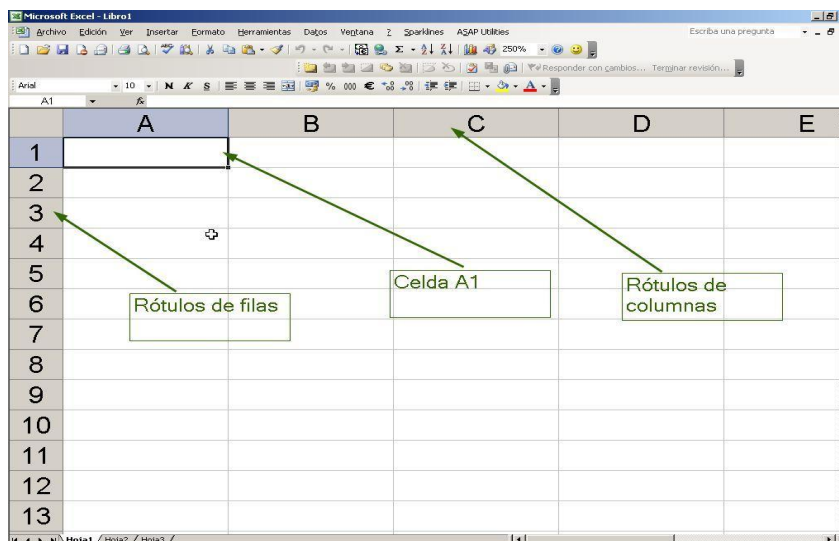 Microsoft Excel - Libro1
Archivo Edición Ver Insertar Formato Herramientas Datos Ventana ? Sparklines ASAP Utilities Escriba una pregunta
250%
Responder con cambios... Terminar revisión...
Arial 10 N K S % 000 €
A1 fx
A B C D E
1
2
3
4
5
Celda A1
Rótulos de
columnas
6
Rótulos de filas
7
8
9
10
11
12
13
Hoja1 / Hoja2 / Hoja3 /